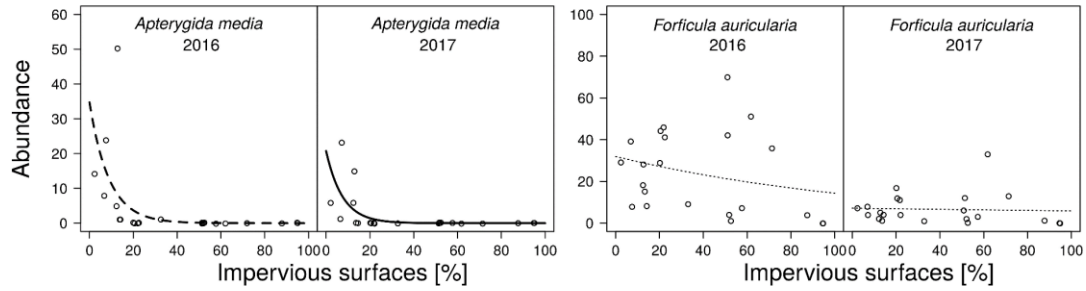 Abundance
60
50
40
30
20
10
0
Apterygida media
2016
Apterygida media
2017
0 20 40 60 80 100 0 20 40 60 80 100
Impervious surfaces [%]
100
80
60
40
20
0
Forficula auricularia
2016
Forficula auricularia
2017
0 20 40 60 80 100 0 20 40 60 80 100
Impervious surfaces [%]